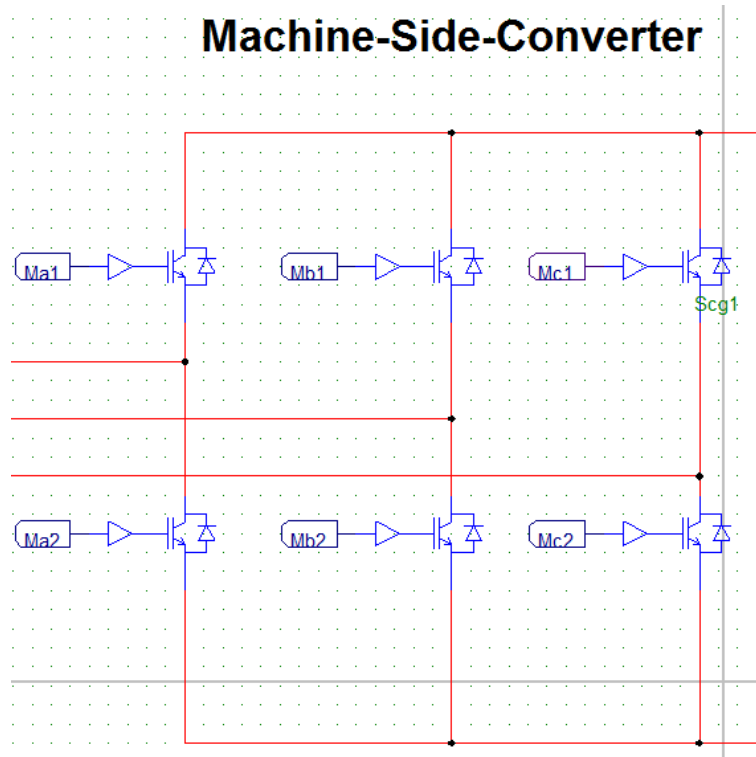 Machine-Side-Converter
Ma1
Mb1
Mc1
Scg1
Ma2
Mb2
Mc2